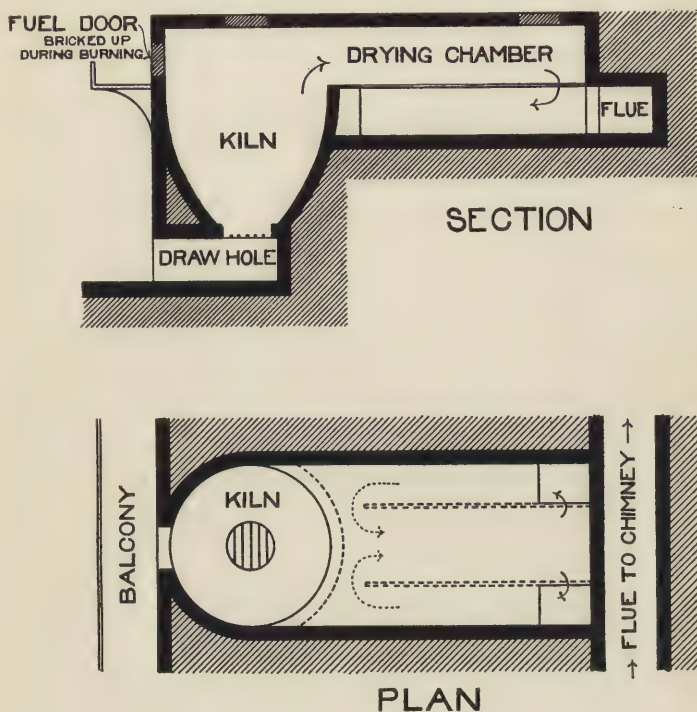 FUEL DOOR
BRICKED UP
DURING BURNING
DRYING CHAMBER
KILN
FLUE
DRAW HOLE
SECTION
BALCONY
KILN
← FLUE TO CHIMNEY →
PLAN